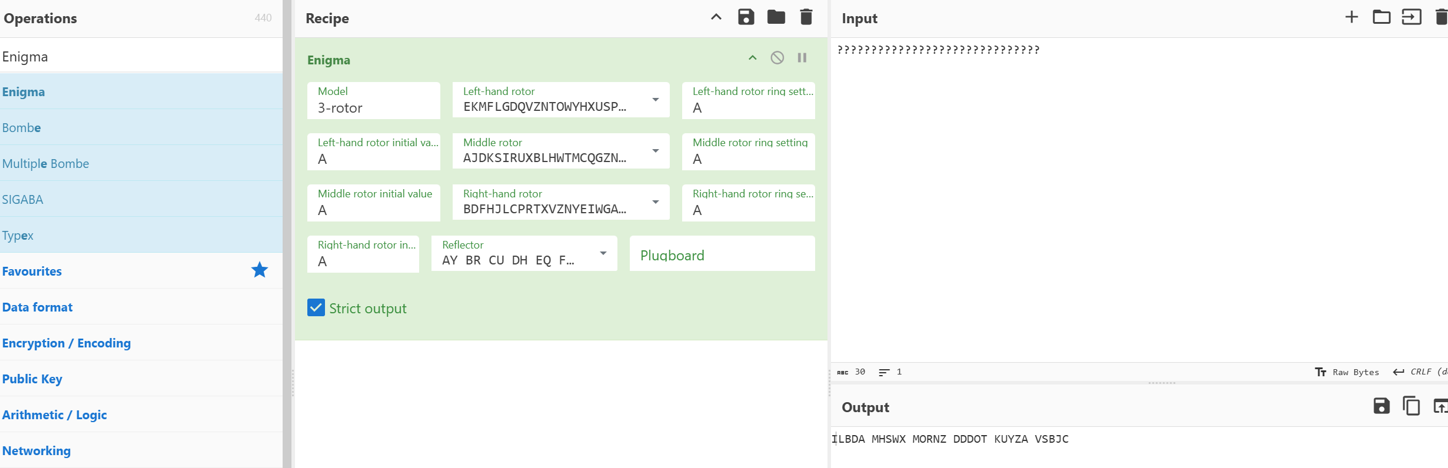 Operations 440
Enigma
Enigma
Bombe
Multiple Bombe
SIGABA
Typex
Favourites
Data format
Encryption / Encoding
Public Key
Arithmetic / Logic
Networking
Recipe
Enigma
Model
3-rotor
Left-hand rotor
EKMFLGDQVZNTOWYHXUSP...
Left-hand rotor ring sett...
A
Left-hand rotor initial va...
A
Middle rotor
AJDKSIRUXBLHWTMCQGZN...
Middle rotor ring setting
A
Middle rotor initial value
A
Right-hand rotor
BDFHJLCPRTXVZNYEIWGA...
Right-hand rotor ring se...
A
Right-hand rotor in...
A
Reflector
AY BR CU DH EQ F...
Plugboard
Strict output
Input
??????????????????????????????
ABC 30 1
Tт Raw Bytes CRLF (d
Output
ILBDA MHSWX MORNZ DDDOT KUYZA VSBJC